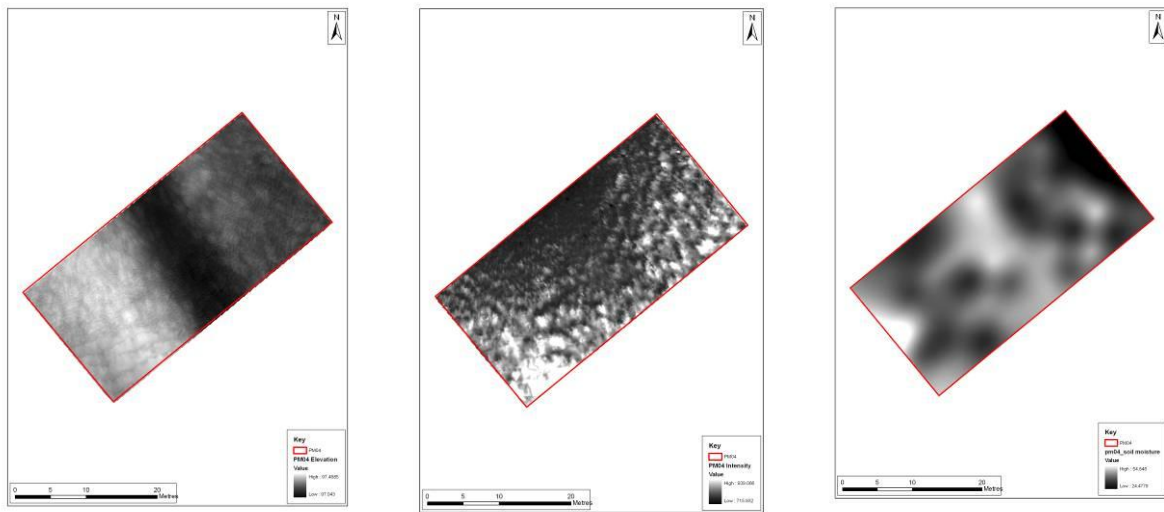 N
0 5 10 20
Metres
Key
PM04
PM04 Elevation
Value
N
0 5 10 20
Metres
Key
PM04
PM04 Intensity
Value
N
0 5 10 20
Metres
Key
PM04
pm04_soil moisture
Value